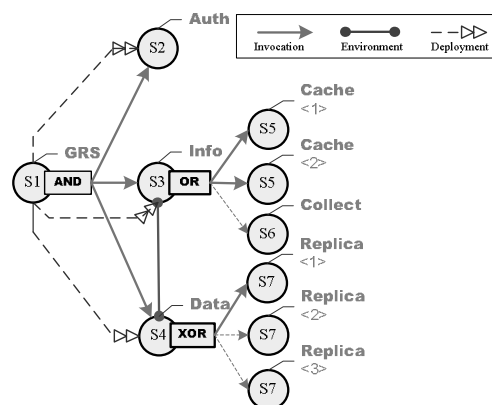 Auth
S2
Invocation Environment Deployment
GRS
S1 AND
Info
S3 OR
Cache
<1>
S5
Cache
<2>
S5
Collect
S6
Replica
<1>
S7
Data
S4 XOR
Replica
<2>
S7
Replica
<3>
S7